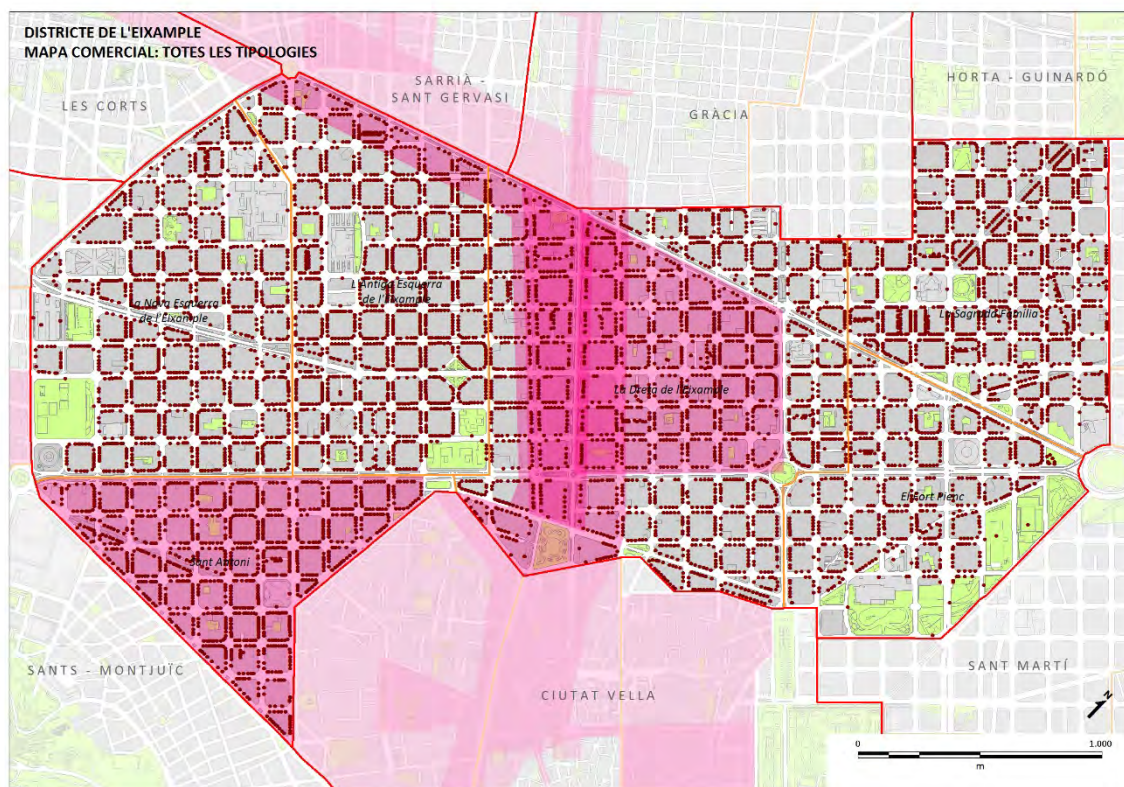 DISTRICTE DE L'EIXAMPLE
MAPA COMERCIAL: TOTES LES TIPOLOGIES
SARRIÀ -
SANT GERVASI
HORTA - GUINARDÓ
LES CORTS
GRÀCIA
La Nova Esquerra
de l'Eixample
L'Antiga Esquerra
de l'Eixample
La Sagrada Família
La Dreta de l'Eixample
El Fort Pienc
Sant Antoni
SANTS - MONTJUÏC
CIUTAT VELLA
SANT MARTÍ
N
0
1.000
m